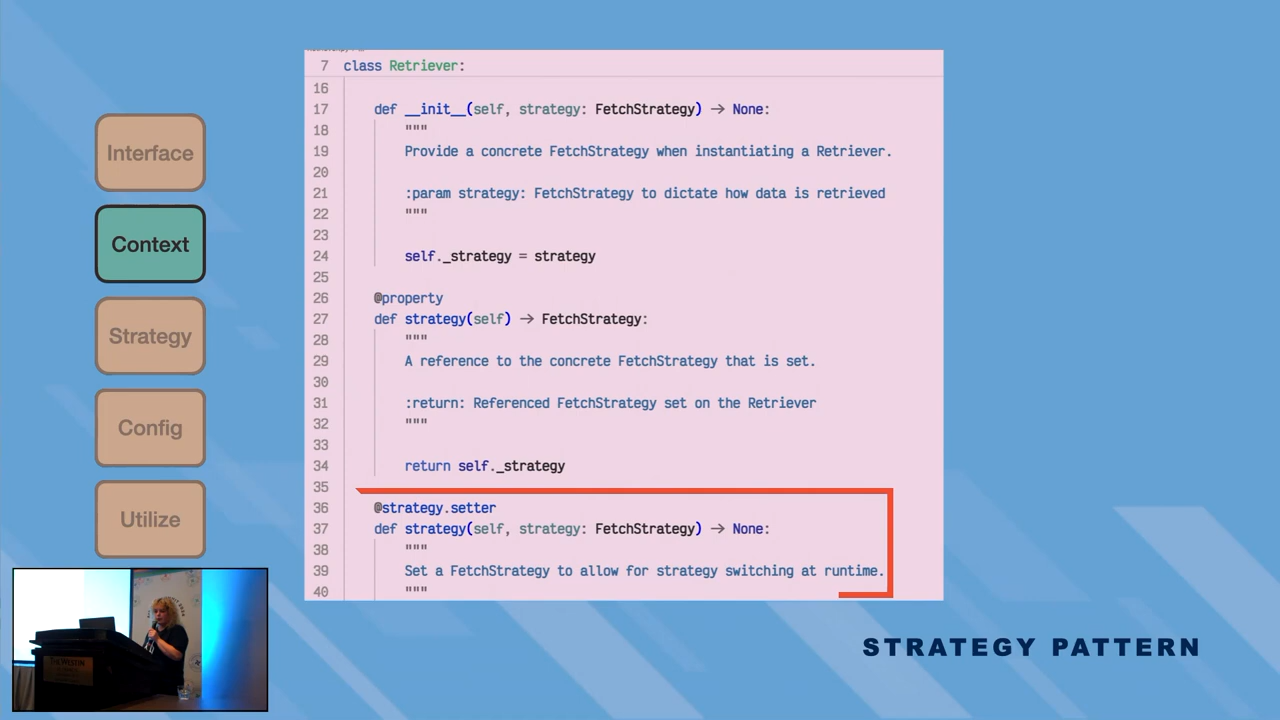 Interface
Context
Strategy
Config
Utilize
7 class Retriever:
16
17 def __init__(self, strategy: FetchStrategy) → None:
18 """
19 Provide a concrete FetchStrategy when instantiating a Retriever.
20
21 :param strategy: FetchStrategy to dictate how data is retrieved
22 """
23
24 self._strategy = strategy
25
26 @property
27 def strategy(self) → FetchStrategy:
28 """
29 A reference to the concrete FetchStrategy that is set.
30
31 :return: Referenced FetchStrategy set on the Retriever
32 """
33
34 return self._strategy
35
36 @strategy.setter
37 def strategy(self, strategy: FetchStrategy) → None:
38 """
39 Set a FetchStrategy to allow for strategy switching at runtime.
40 """
THE WESTIN
STRATEGY PATTERN